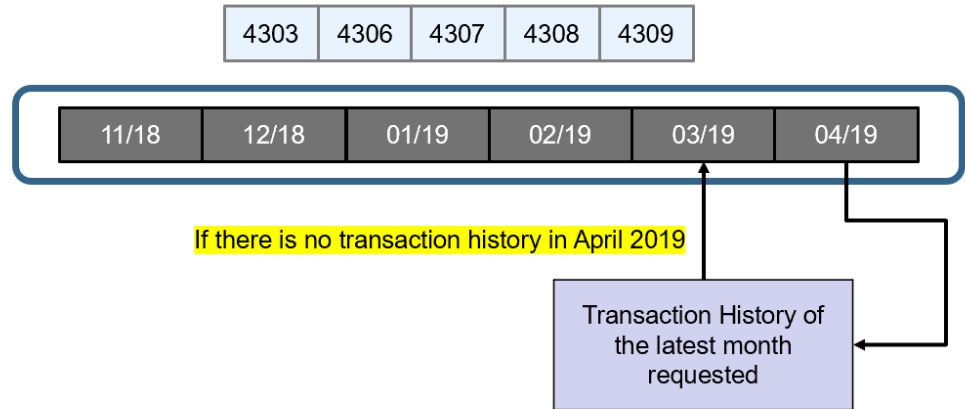 4303 4306 4307 4308 4309
11/18 12/18 01/19 02/19 03/19 04/19
If there is no transaction history in April 2019
Transaction History of
the latest month
requested